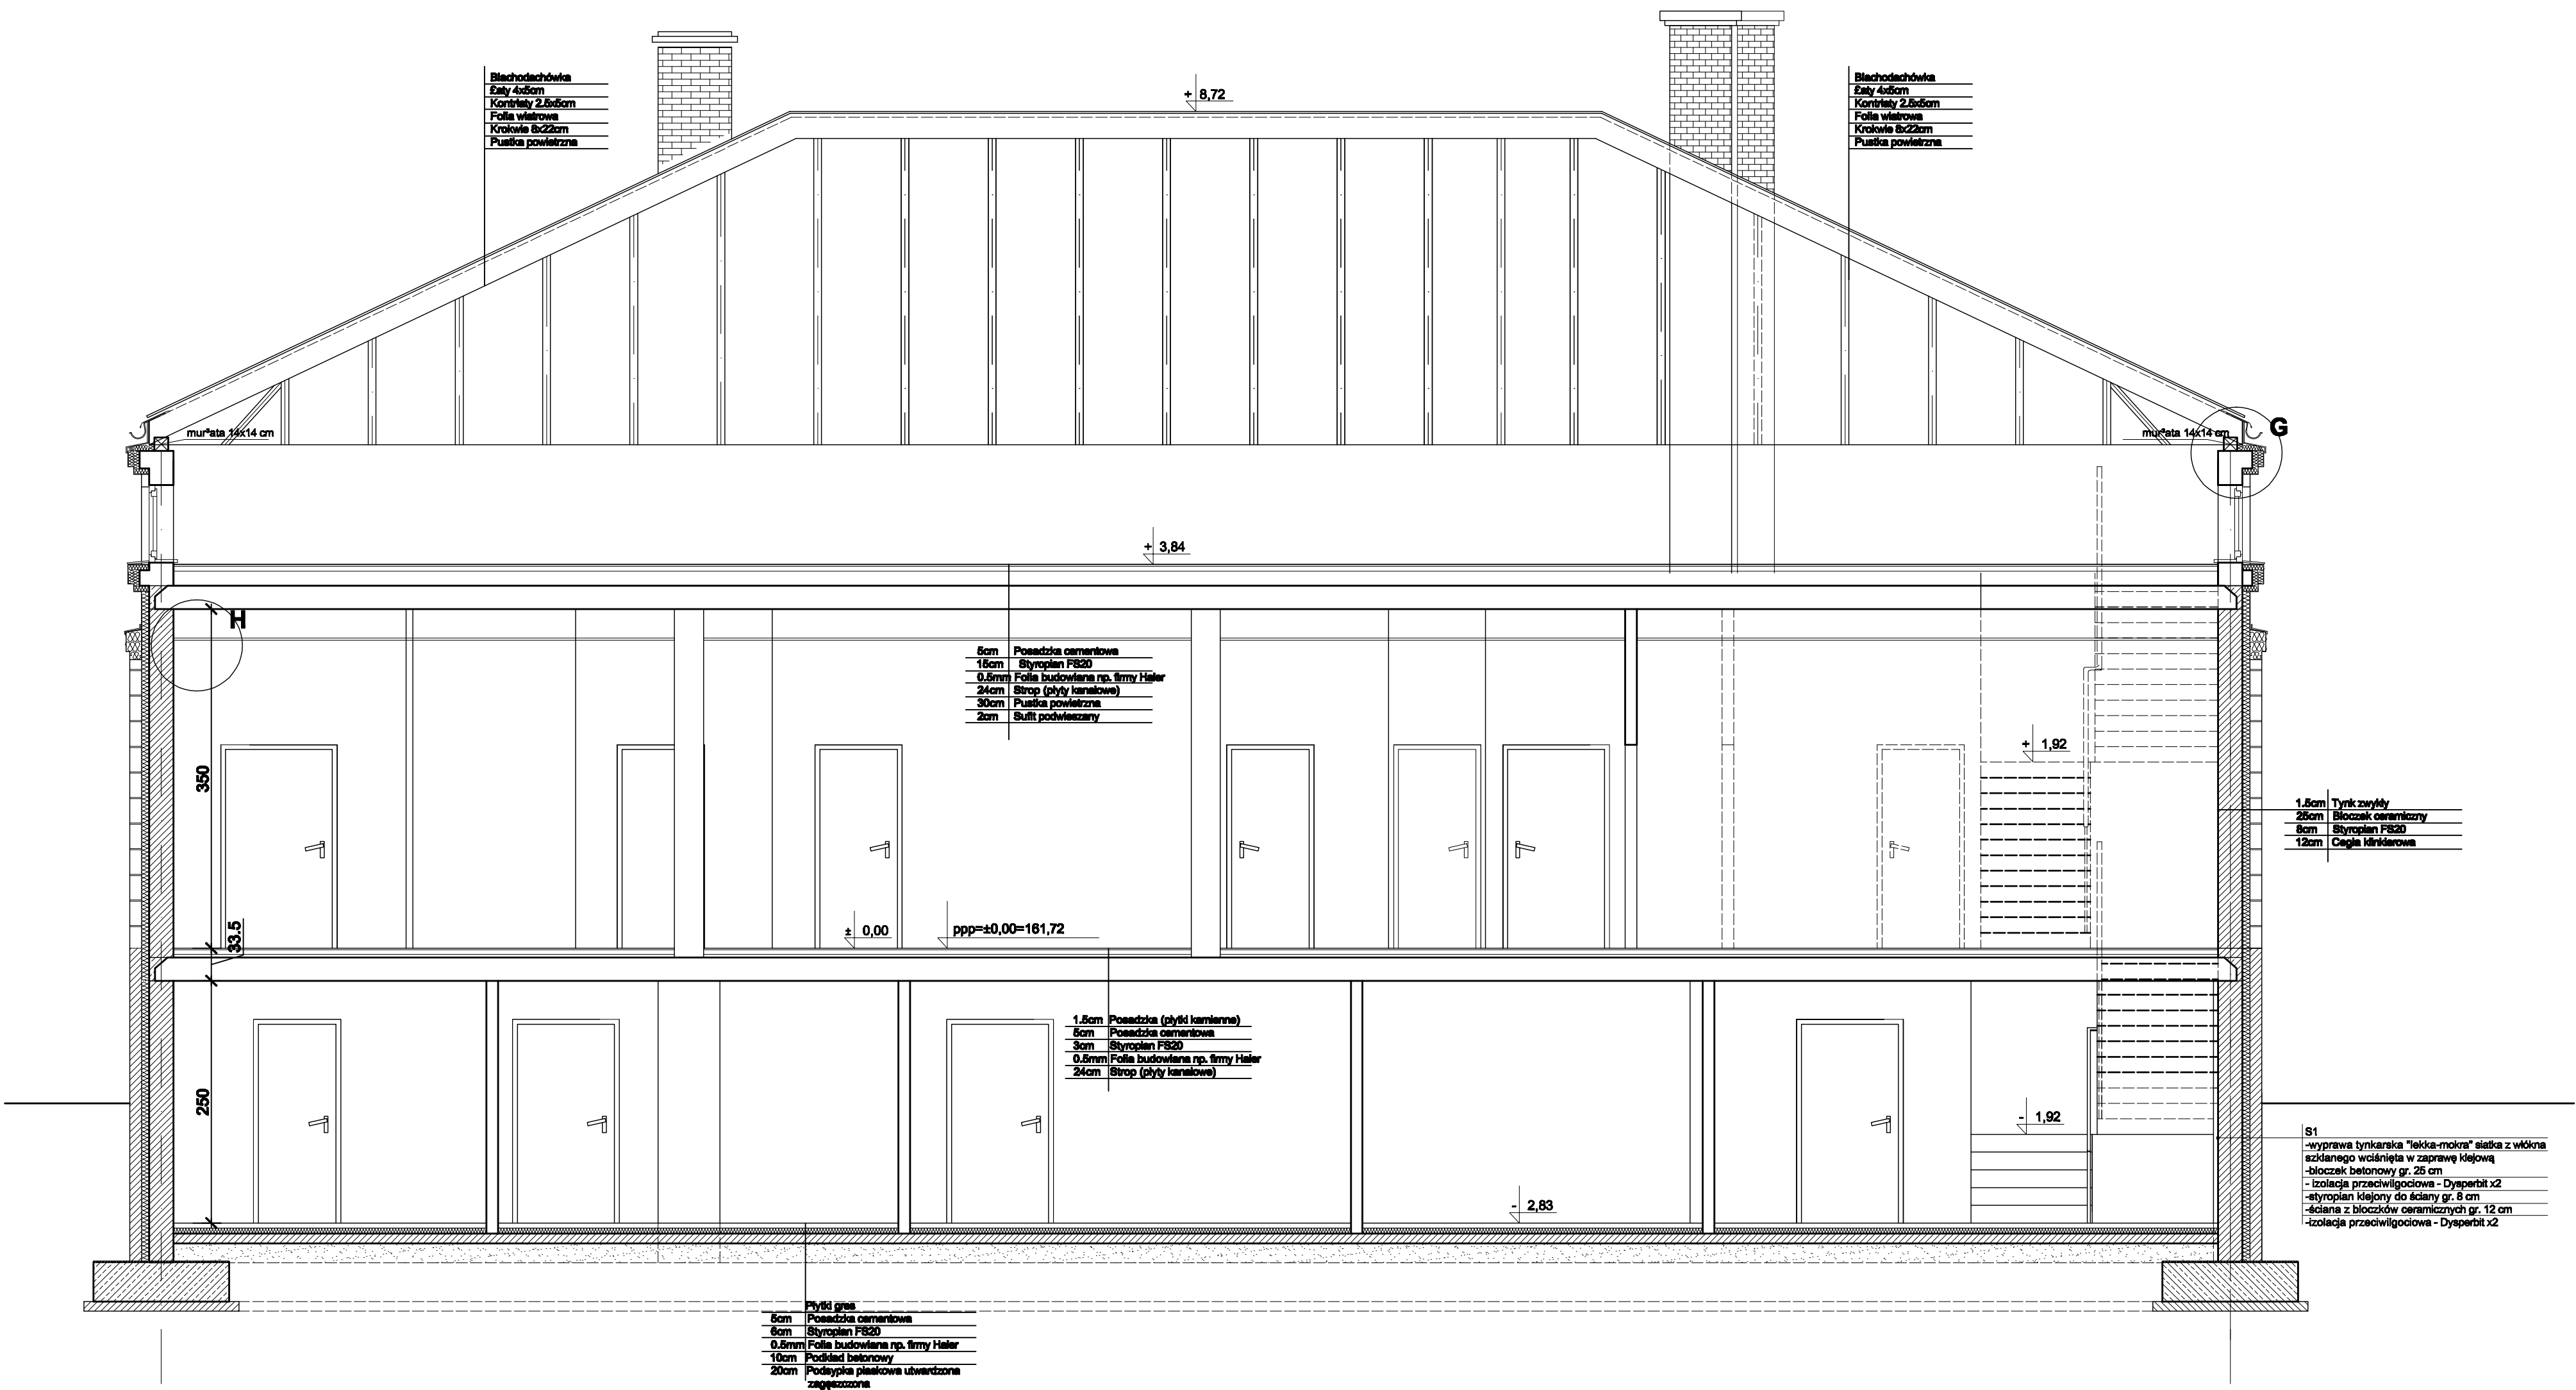 Blachodachówka
£aty 4x5cm
Kontrłaty 2.5x5cm
Folia wiatrowa
Krokwie 8x22cm
Pustka powietrzna
+ 8,72
Blachodachówka
£aty 4x5cm
Kontrłaty 2.5x5cm
Folia wiatrowa
Krokwie 8x22cm
Pustka powietrzna
mur³ata 14x14 cm
mur³ata 14x14 cm
G
+ 3,84
H
5cm Posadzka cementowa
15cm Styropian FS20
0.5mm Folia budowlana np. firmy Haler
24cm Strop (płyty kanałowe)
30cm Pustka powietrzna
2cm Sufit podwieszany
+ 1,92
350
1.5cm Tynk zwykły
25cm Bloczek ceramiczny
8cm Styropian FS20
12cm Cegła klinkierowa
33.5
± 0,00
ppp=±0,00=161,72
1.5cm Posadzka (płytki kamienne)
5cm Posadzka cementowa
3cm Styropian FS20
0.5mm Folia budowlana np. firmy Haler
24cm Strop (płyty kanałowe)
250
- 1,92
S1
-wyprawa tynkarska "lekka-mokra" siatka z włókna
szklanego wciśnięta w zaprawę klejową
-bloczek betonowy gr. 25 cm
- izolacja przeciwilgociowa - Dysperbit x2
-styropian klejony do ściany gr. 8 cm
-ściana z bloczków ceramicznych gr. 12 cm
-izolacja przeciwilgociowa - Dysperbit x2
- 2,83
Płytki gres
5cm Posadzka cementowa
6cm Styropian FS20
0.5mm Folia budowlana np. firmy Haler
10cm Podkład betonowy
20cm Podsypka piaskowa utwardzona
zagęszczona